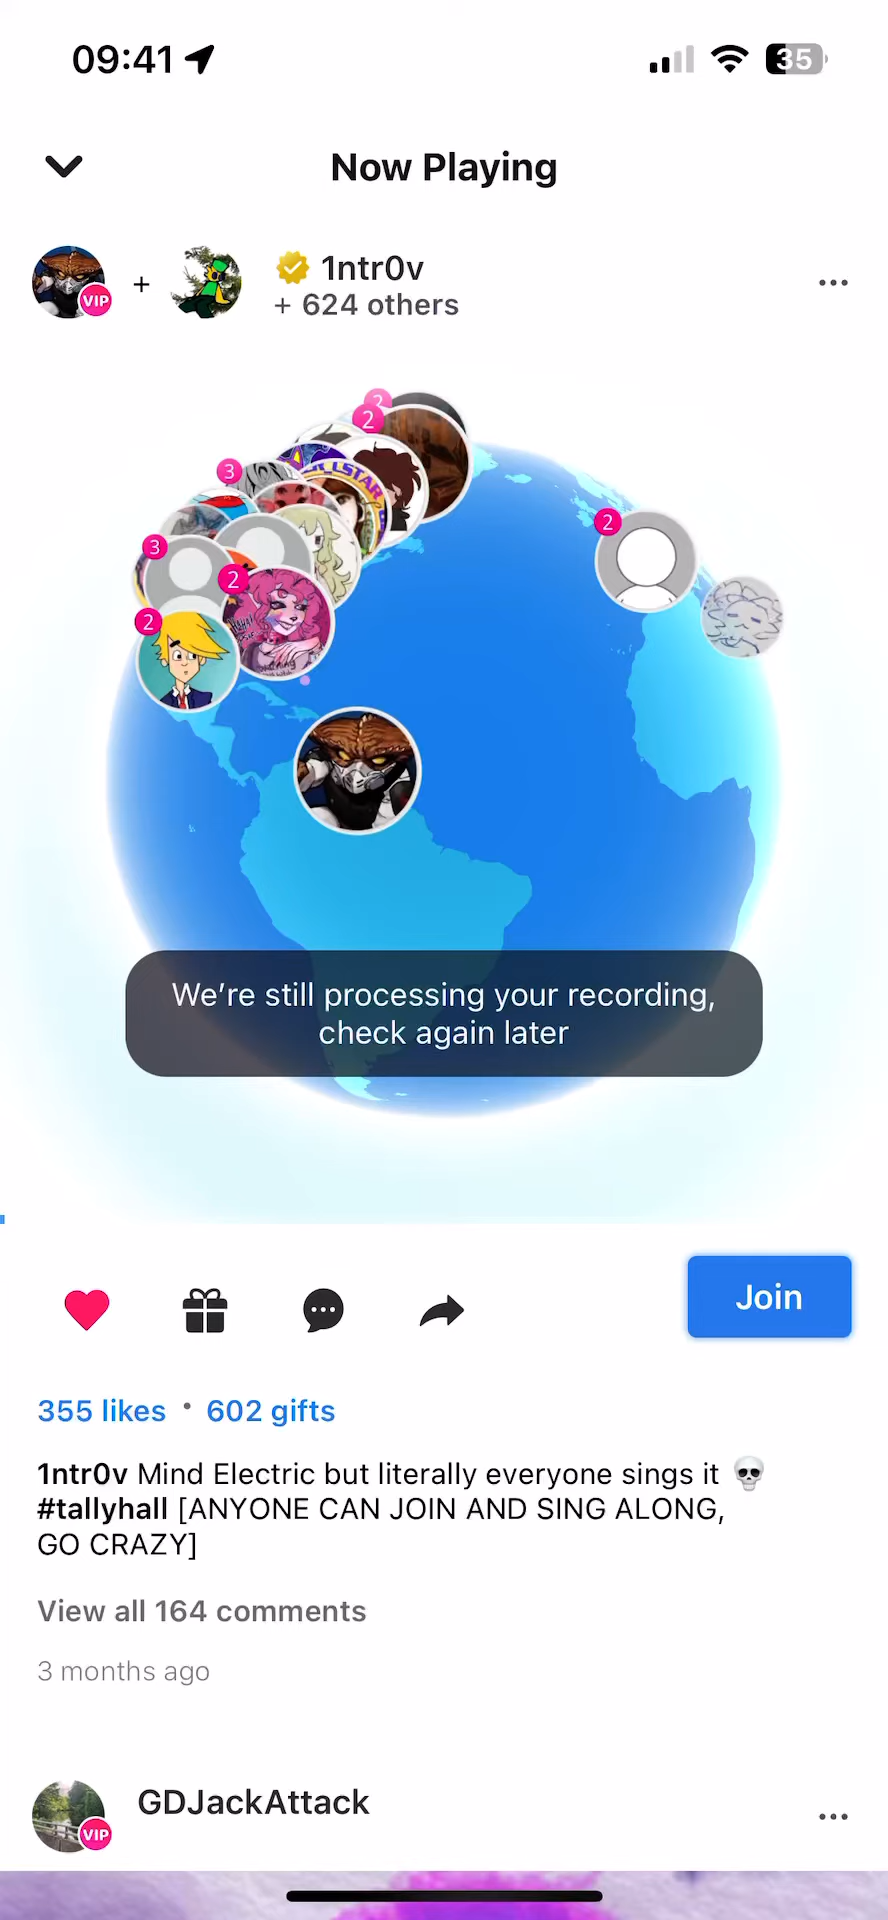 09:41
35
Now Playing
VIP
+
1ntr0v
+ 624 others
2
2
3
LSTAR
3
2
2
2
We're still processing your recording,
check again later
Join
355 likes • 602 gifts
1ntr0v Mind Electric but literally everyone sings it 💀
#tallyhall [ANYONE CAN JOIN AND SING ALONG,
GO CRAZY]
View all 164 comments
3 months ago
GDJackAttack
VIP